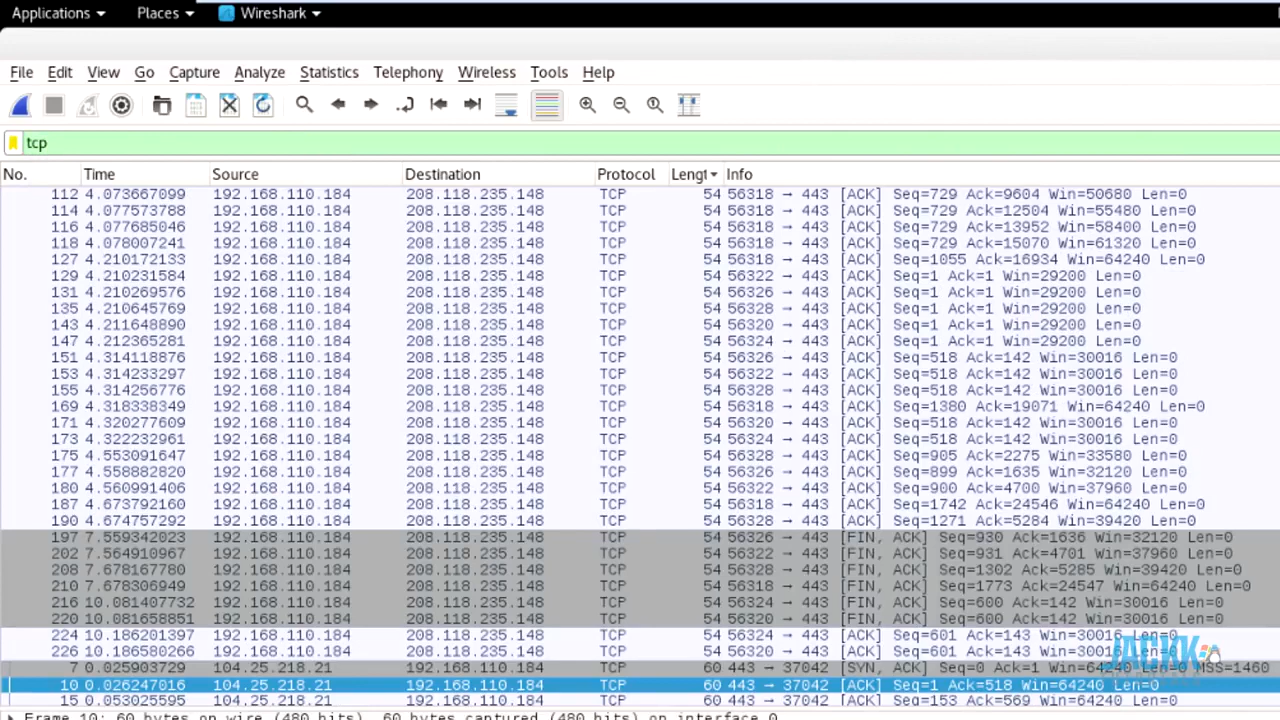 Applications Places Wireshark
File Edit View Go Capture Analyze Statistics Telephony Wireless Tools Help
tcp
No. Time Source Destination Protocol Lengt Info
112 4.073667099 192.168.110.184 208.118.235.148 TCP 54 56318 → 443 [ACK] Seq=729 Ack=9604 Win=50680 Len=0
114 4.077573788 192.168.110.184 208.118.235.148 TCP 54 56318 → 443 [ACK] Seq=729 Ack=12504 Win=55480 Len=0
116 4.077685046 192.168.110.184 208.118.235.148 TCP 54 56318 → 443 [ACK] Seq=729 Ack=13952 Win=58400 Len=0
118 4.078007241 192.168.110.184 208.118.235.148 TCP 54 56318 → 443 [ACK] Seq=729 Ack=15070 Win=61320 Len=0
127 4.210172133 192.168.110.184 208.118.235.148 TCP 54 56318 → 443 [ACK] Seq=1055 Ack=16934 Win=64240 Len=0
129 4.210231584 192.168.110.184 208.118.235.148 TCP 54 56322 → 443 [ACK] Seq=1 Ack=1 Win=29200 Len=0
131 4.210269576 192.168.110.184 208.118.235.148 TCP 54 56326 → 443 [ACK] Seq=1 Ack=1 Win=29200 Len=0
135 4.210645769 192.168.110.184 208.118.235.148 TCP 54 56328 → 443 [ACK] Seq=1 Ack=1 Win=29200 Len=0
143 4.211648890 192.168.110.184 208.118.235.148 TCP 54 56320 → 443 [ACK] Seq=1 Ack=1 Win=29200 Len=0
147 4.212365281 192.168.110.184 208.118.235.148 TCP 54 56324 → 443 [ACK] Seq=1 Ack=1 Win=29200 Len=0
151 4.314118876 192.168.110.184 208.118.235.148 TCP 54 56326 → 443 [ACK] Seq=518 Ack=142 Win=30016 Len=0
153 4.314233297 192.168.110.184 208.118.235.148 TCP 54 56322 → 443 [ACK] Seq=518 Ack=142 Win=30016 Len=0
155 4.314256776 192.168.110.184 208.118.235.148 TCP 54 56328 → 443 [ACK] Seq=518 Ack=142 Win=30016 Len=0
169 4.318338349 192.168.110.184 208.118.235.148 TCP 54 56318 → 443 [ACK] Seq=1380 Ack=19071 Win=64240 Len=0
171 4.320277609 192.168.110.184 208.118.235.148 TCP 54 56320 → 443 [ACK] Seq=518 Ack=142 Win=30016 Len=0
173 4.322232961 192.168.110.184 208.118.235.148 TCP 54 56324 → 443 [ACK] Seq=518 Ack=142 Win=30016 Len=0
175 4.553091647 192.168.110.184 208.118.235.148 TCP 54 56328 → 443 [ACK] Seq=905 Ack=2275 Win=33580 Len=0
177 4.558882820 192.168.110.184 208.118.235.148 TCP 54 56326 → 443 [ACK] Seq=899 Ack=1635 Win=32120 Len=0
180 4.560991406 192.168.110.184 208.118.235.148 TCP 54 56322 → 443 [ACK] Seq=900 Ack=4700 Win=37960 Len=0
187 4.673792160 192.168.110.184 208.118.235.148 TCP 54 56318 → 443 [ACK] Seq=1742 Ack=24546 Win=64240 Len=0
190 4.674757292 192.168.110.184 208.118.235.148 TCP 54 56328 → 443 [ACK] Seq=1271 Ack=5284 Win=39420 Len=0
197 7.559342023 192.168.110.184 208.118.235.148 TCP 54 56326 → 443 [FIN, ACK] Seq=930 Ack=1636 Win=32120 Len=0
202 7.564910967 192.168.110.184 208.118.235.148 TCP 54 56322 → 443 [FIN, ACK] Seq=931 Ack=4701 Win=37960 Len=0
208 7.678167780 192.168.110.184 208.118.235.148 TCP 54 56328 → 443 [FIN, ACK] Seq=1302 Ack=5285 Win=39420 Len=0
210 7.678306949 192.168.110.184 208.118.235.148 TCP 54 56318 → 443 [FIN, ACK] Seq=1773 Ack=24547 Win=64240 Len=0
216 10.081407732 192.168.110.184 208.118.235.148 TCP 54 56324 → 443 [FIN, ACK] Seq=600 Ack=142 Win=30016 Len=0
220 10.081658851 192.168.110.184 208.118.235.148 TCP 54 56320 → 443 [FIN, ACK] Seq=600 Ack=142 Win=30016 Len=0
224 10.186201397 192.168.110.184 208.118.235.148 TCP 54 56324 → 443 [ACK] Seq=601 Ack=143 Win=30016 Len=0
226 10.186580266 192.168.110.184 208.118.235.148 TCP 54 56320 → 443 [ACK] Seq=601 Ack=143 Win=30016 Len=0
7 0.025903729 104.25.218.21 192.168.110.184 TCP 60 443 → 37042 [SYN, ACK] Seq=0 Ack=1 Win=64240 Len=0 MSS=1460
10 0.026247016 104.25.218.21 192.168.110.184 TCP 60 443 → 37042 [ACK] Seq=1 Ack=518 Win=64240 Len=0
15 0.053025595 104.25.218.21 192.168.110.184 TCP 60 443 → 37042 [ACK] Seq=153 Ack=569 Win=64240 Len=0
Frame 10: 60 bytes on wire (480 bits), 60 bytes captured (480 bits) on interface 0
JACKK